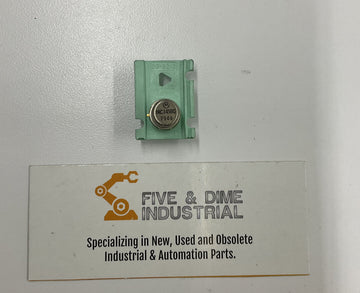 FIVE & DIME
INDUSTRIAL
Specializing in New, Used and Obsolete
Industrial & Automation Parts.